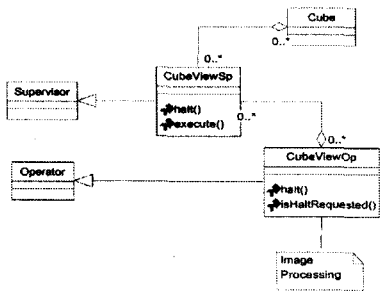 Cube
0..*
0..*
CubeViewSp
halt()
execute()
Supervisor
0..*
0..*
CubeViewOp
halt()
isHaltRequested()
Operator
Image
Processing